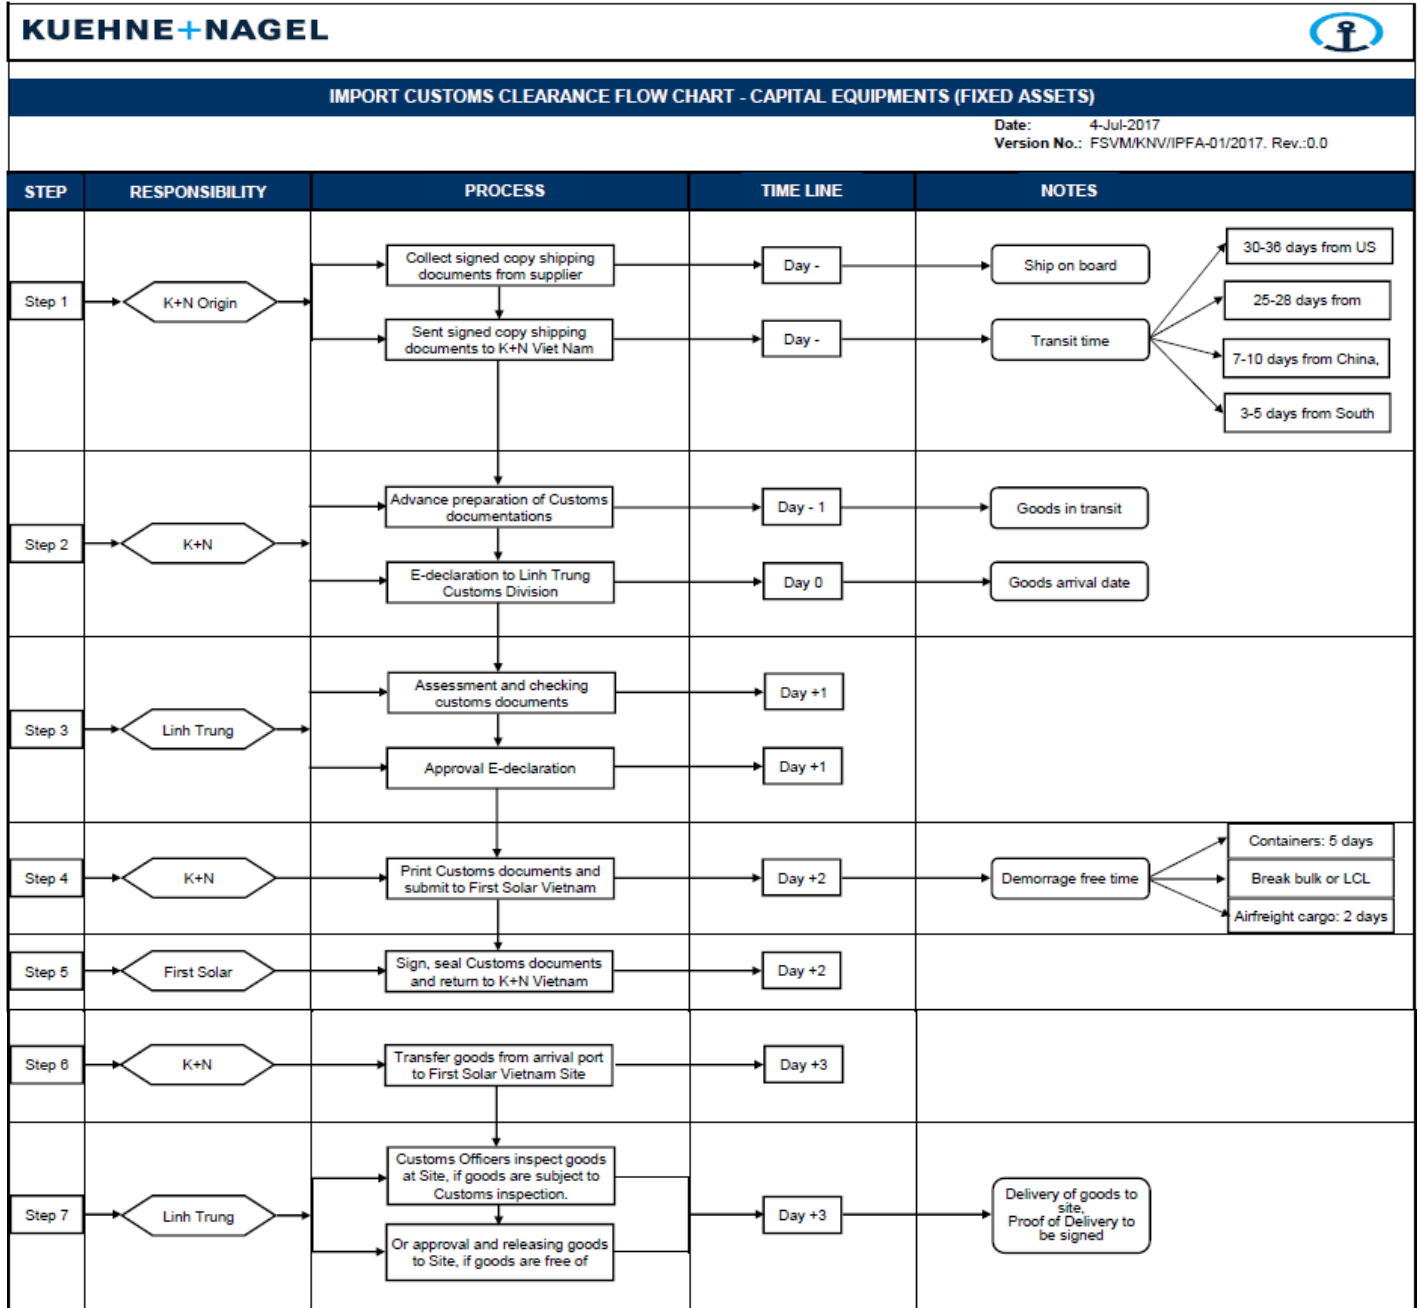 KUEHNE+NAGEL
IMPORT CUSTOMS CLEARANCE FLOW CHART - CAPITAL EQUIPMENTS (FIXED ASSETS)
Date: 4-Jul-2017
Version No.: FSVM/KNV/IPFA-01/2017. Rev.:0.0
STEP RESPONSIBILITY PROCESS TIME LINE NOTES
Step 1
K+N Origin
Collect signed copy shipping
documents from supplier
Day -
Ship on board
Sent signed copy shipping
documents to K+N Viet Nam
Day -
Transit time
30-36 days from US
25-28 days from
7-10 days from China,
3-5 days from South
Step 2
K+N
Advance preparation of Customs
documentations
Day - 1
Goods in transit
E-declaration to Linh Trung
Customs Division
Day 0
Goods arrival date
Step 3
Linh Trung
Assessment and checking
customs documents
Day +1
Approval E-declaration
Day +1
Step 4
K+N
Print Customs documents and
submit to First Solar Vietnam
Day +2
Demorrage free time
Containers: 5 days
Break bulk or LCL
Airfreight cargo: 2 days
Step 5
First Solar
Sign, seal Customs documents
and return to K+N Vietnam
Day +2
Step 6
K+N
Transfer goods from arrival port
to First Solar Vietnam Site
Day +3
Step 7
Linh Trung
Customs Officers inspect goods
at Site, if goods are subject to
Customs inspection.
Or approval and releasing goods
to Site, if goods are free of
Day +3
Delivery of goods to
site,
Proof of Delivery to
be signed